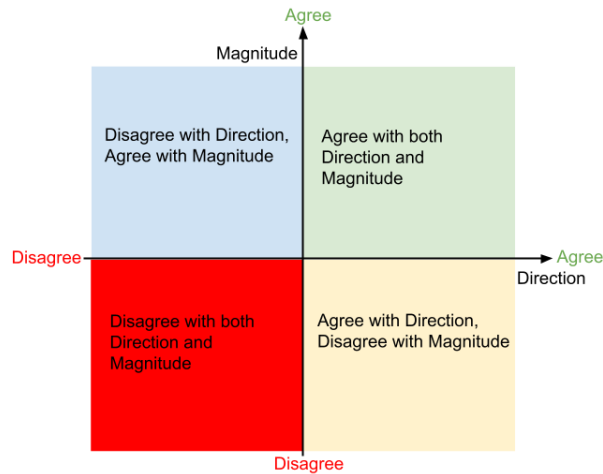 Agree
Magnitude
Disagree with Direction,
Agree with Magnitude
Agree with both
Direction and
Magnitude
Disagree
Agree
Direction
Disagree with both
Direction and
Magnitude
Agree with Direction,
Disagree with Magnitude
Disagree